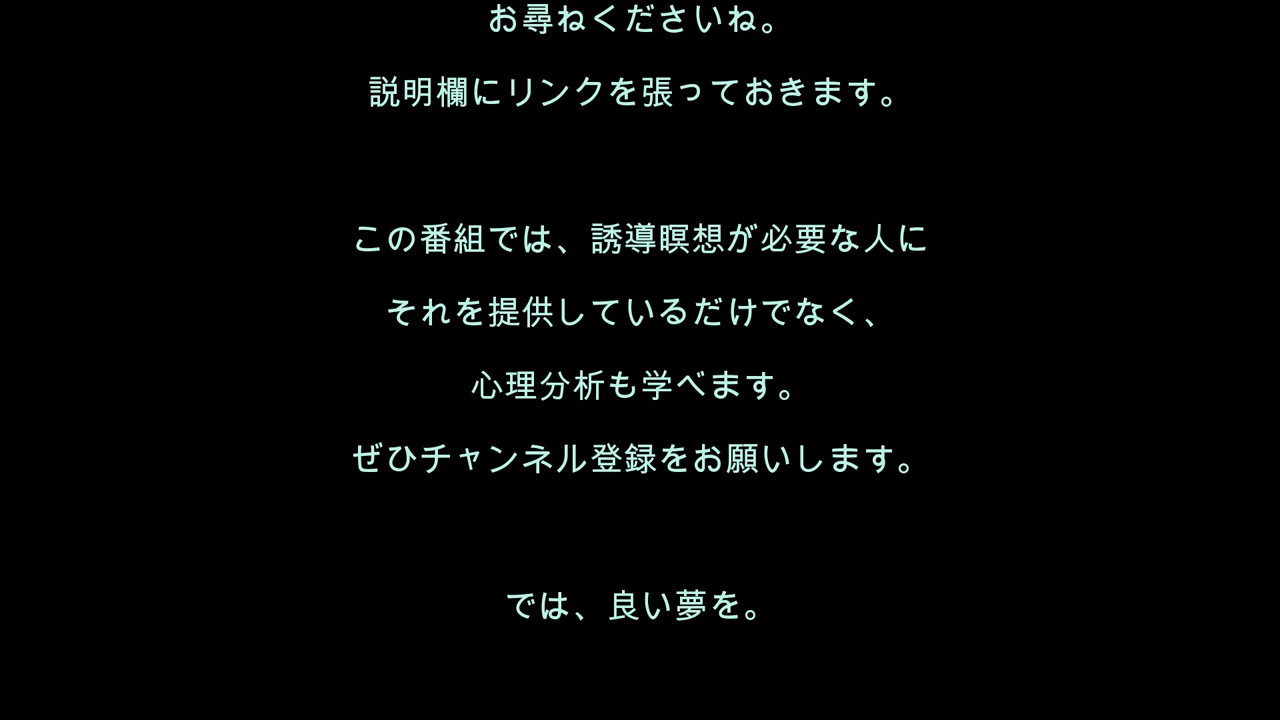 お尋ねくださいね。
説明欄にリンクを張っておきます。
この番組では、誘導瞑想が必要な人に
それを提供しているだけでなく、
心理分析も学べます。
ぜひチャンネル登録をお願いします。
では、良い夢を。